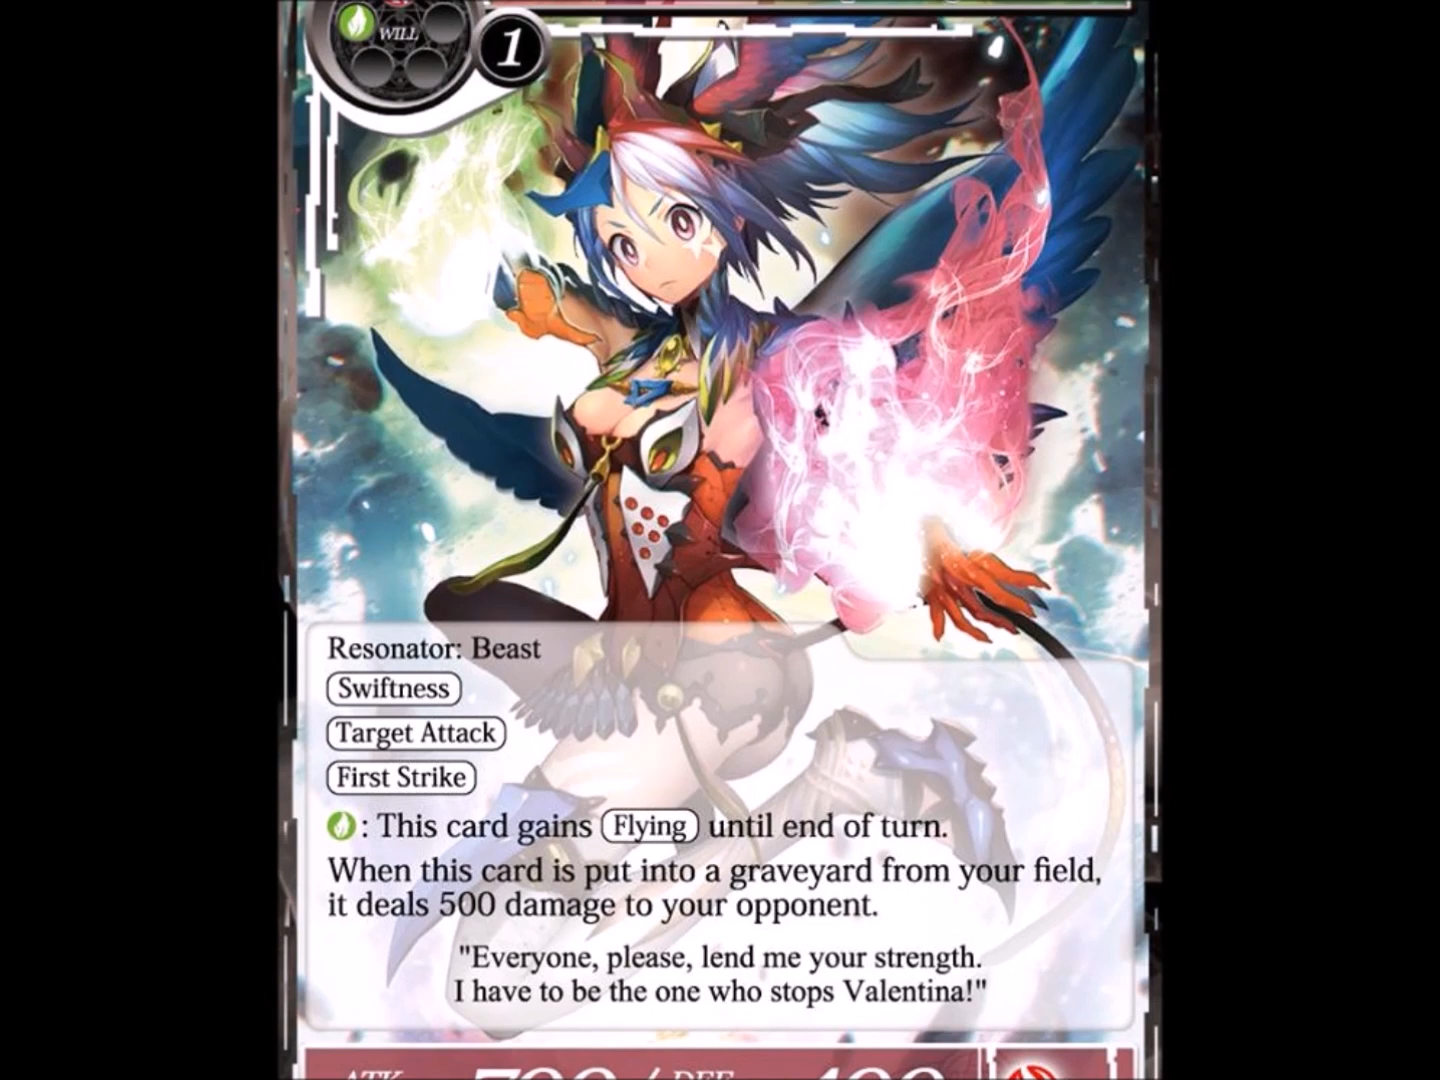 WILL
1
Resonator: Beast
Swiftness
Target Attack
First Strike
: This card gains Flying until end of turn.
When this card is put into a graveyard from your field,
it deals 500 damage to your opponent.
"Everyone, please, lend me your strength.
I have to be the one who stops Valentina!"
ATK / DEF